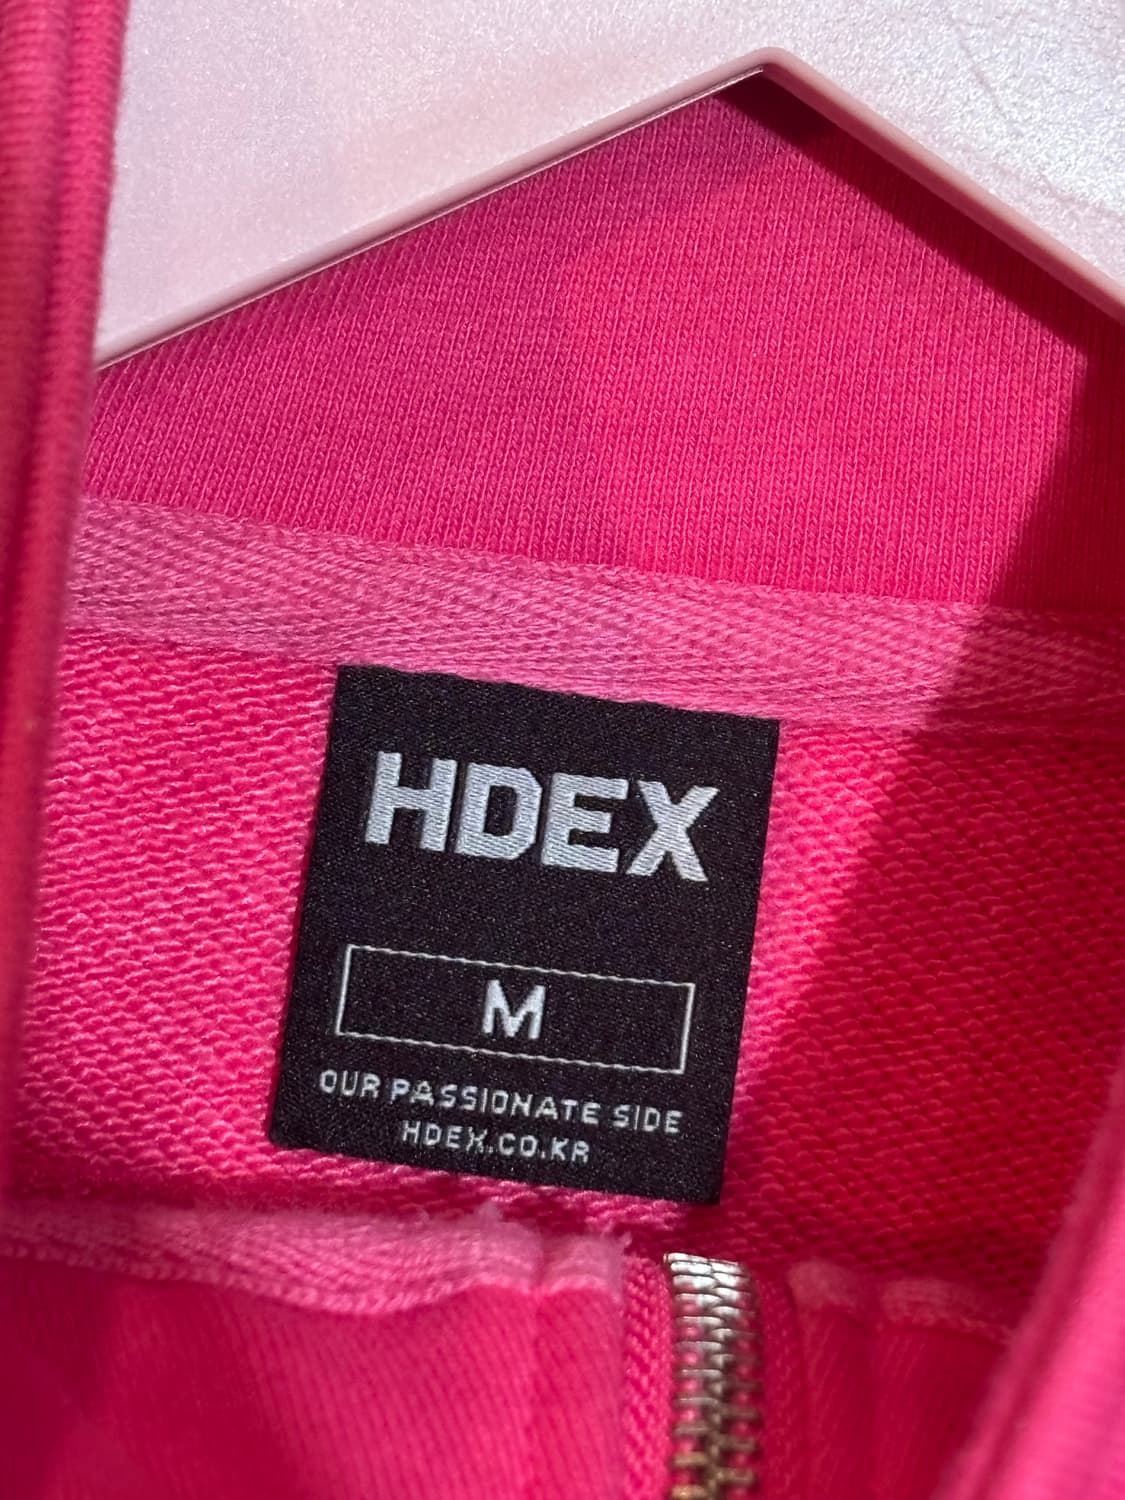 HDEX
M
OUR PASSIONATE SIDE
HDEX.CO.KR